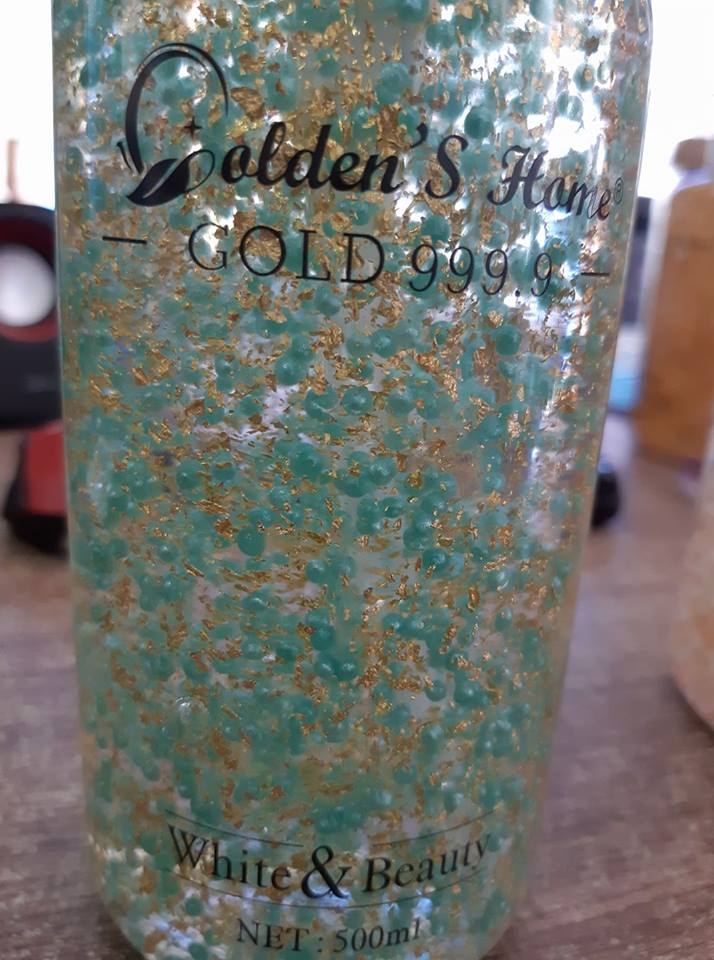 Golden'S Home®
— GOLD 999.9 —
White & Beauty
NET : 500ml